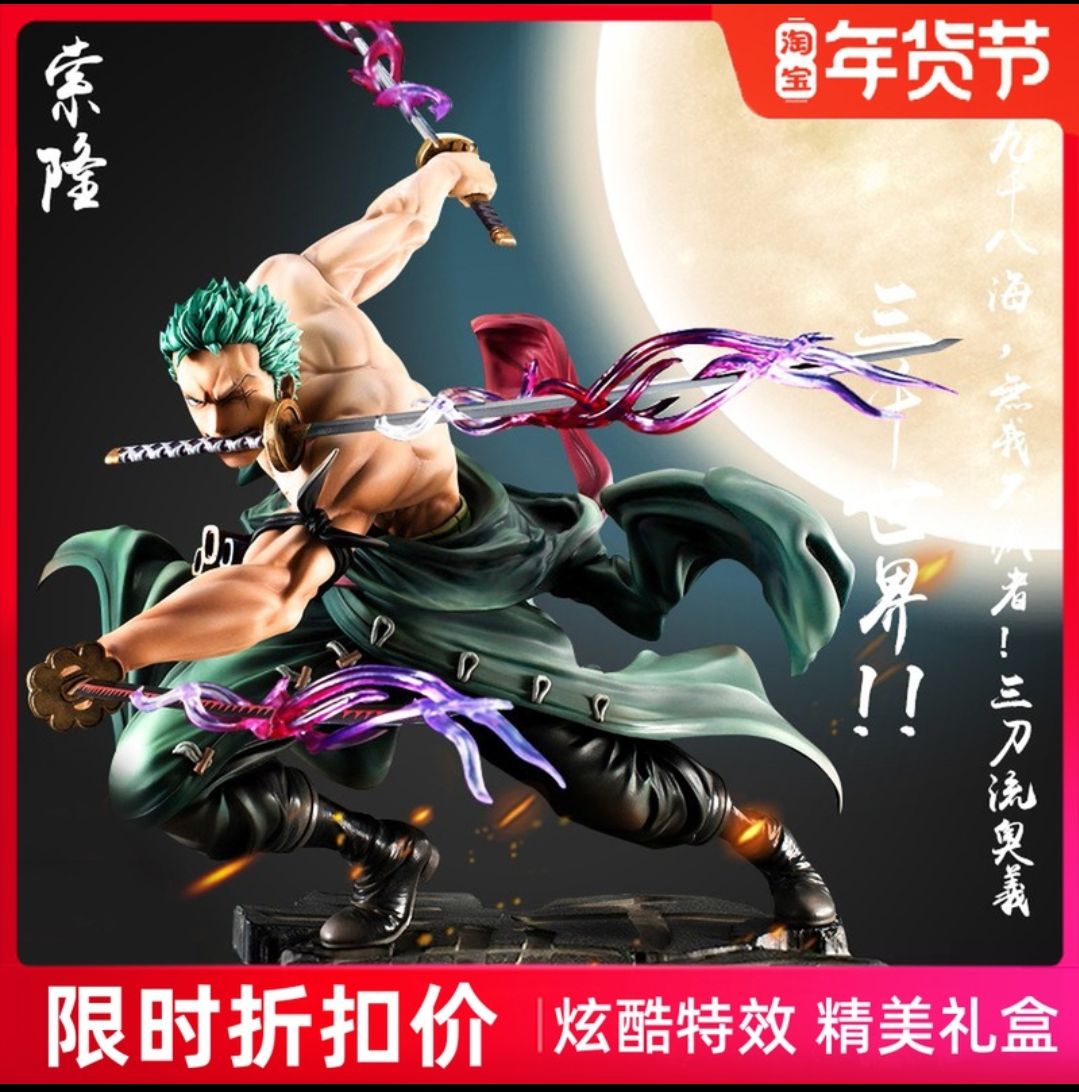 索隆
淘宝
年货节
三千世界!!
九千八海，無我不成者！三刀流奥義
限时折扣价
炫酷特效 精美礼盒